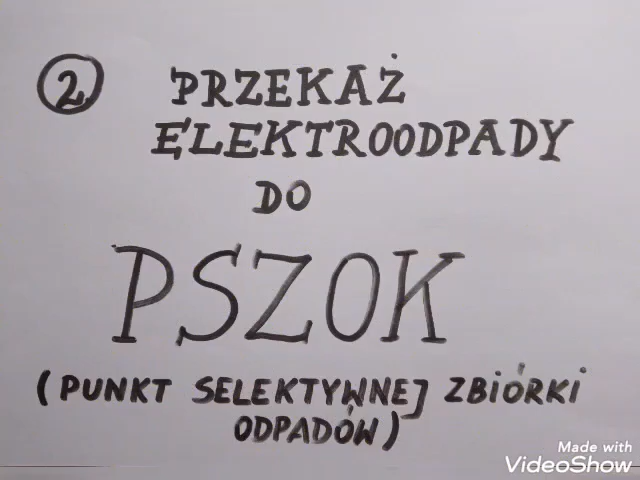 2 PRZEKAŻ
ELEKTROODPADY
DO
PSZOK
(PUNKT SELEKTYWNEJ ZBIÓRKI
ODPADÓW)
Made with
VideoShow